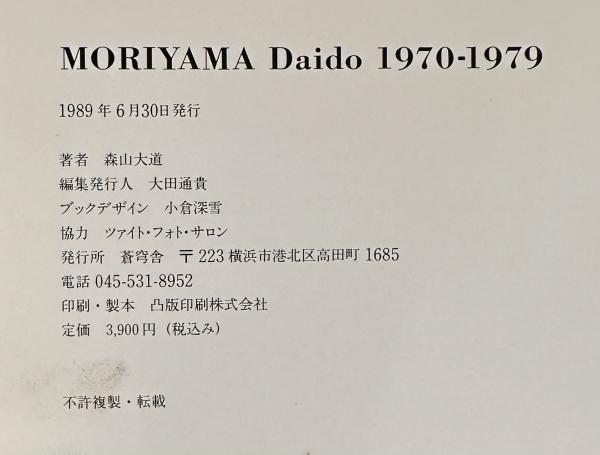 MORIYAMA Daido 1970-1979
1989年6月30日発行
著者　森山大道
編集発行人　大田通貴
ブックデザイン　小倉深雪
協力　ツァイト・フォト・サロン
発行所　蒼穹舎　〒223 横浜市港北区高田町 1685
電話 045-531-8952
印刷・製本　凸版印刷株式会社
定価　3,900円（税込み）
不許複製・転載